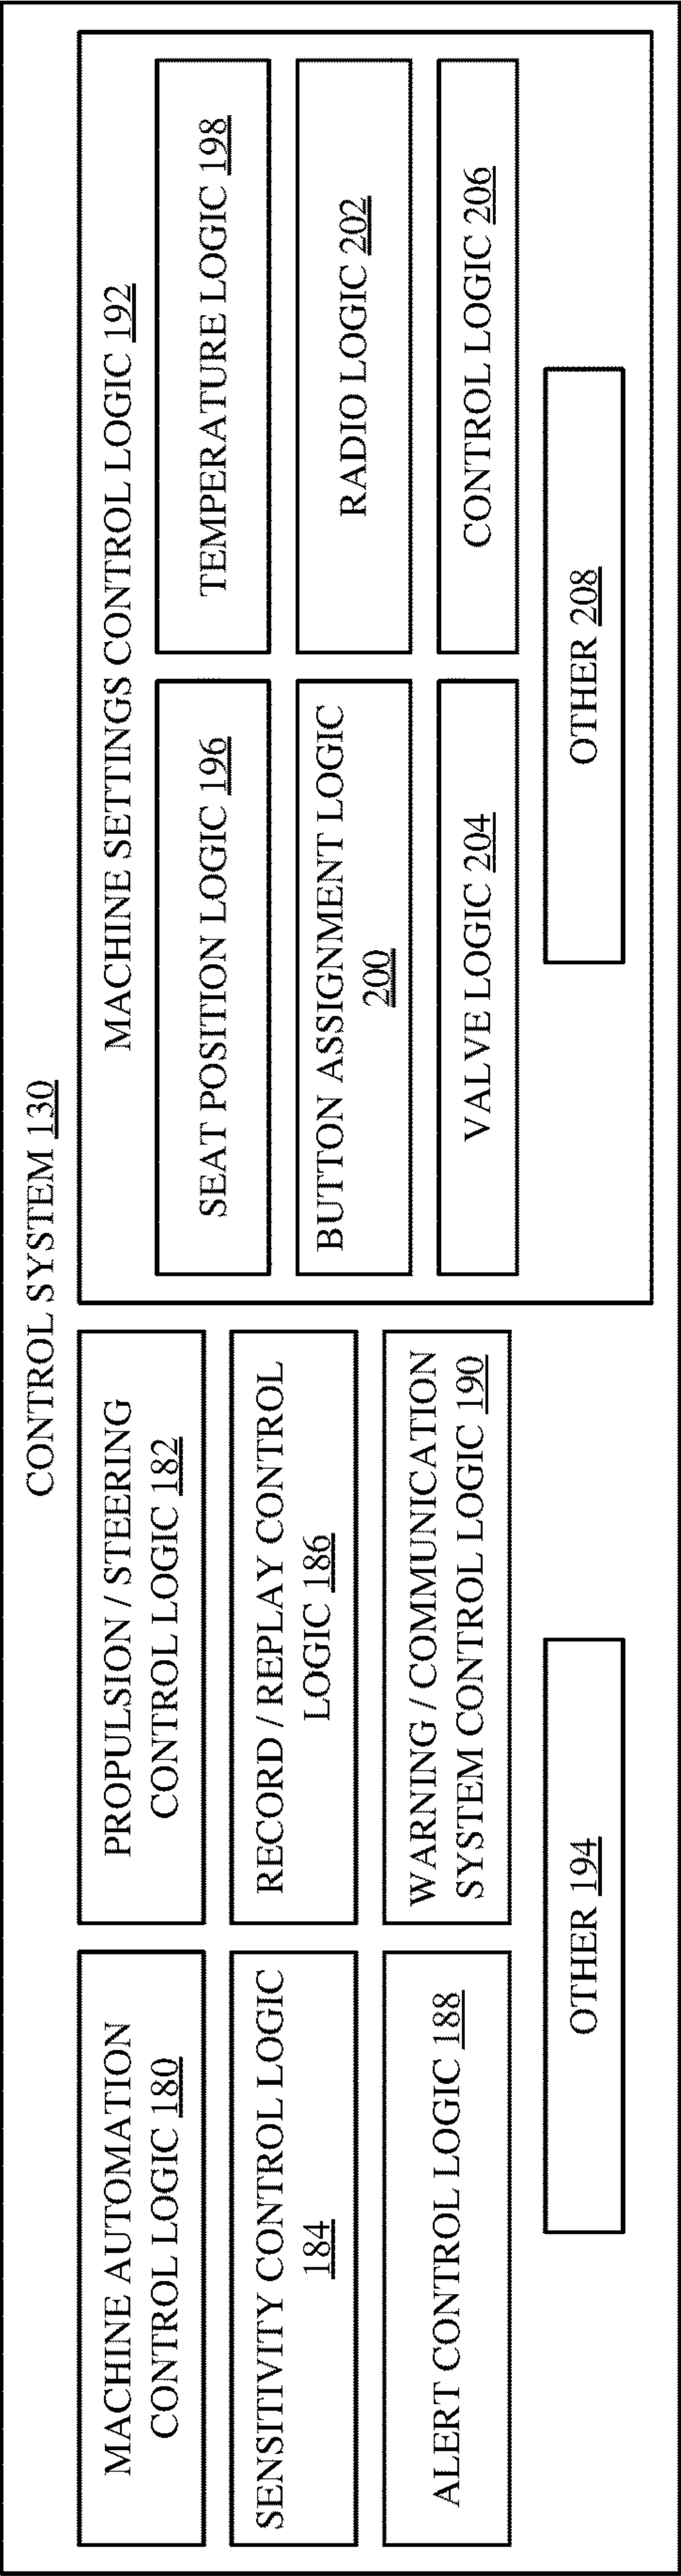 CONTROL SYSTEM 130
MACHINE AUTOMATION
CONTROL LOGIC 180
PROPULSION / STEERING
CONTROL LOGIC 182
SENSITIVITY CONTROL LOGIC
184
RECORD / REPLAY CONTROL
LOGIC 186
ALERT CONTROL LOGIC 188
WARNING / COMMUNICATION
SYSTEM CONTROL LOGIC 190
OTHER 194
MACHINE SETTINGS CONTROL LOGIC 192
SEAT POSITION LOGIC 196
TEMPERATURE LOGIC 198
BUTTON ASSIGNMENT LOGIC
200
RADIO LOGIC 202
VALVE LOGIC 204
CONTROL LOGIC 206
OTHER 208